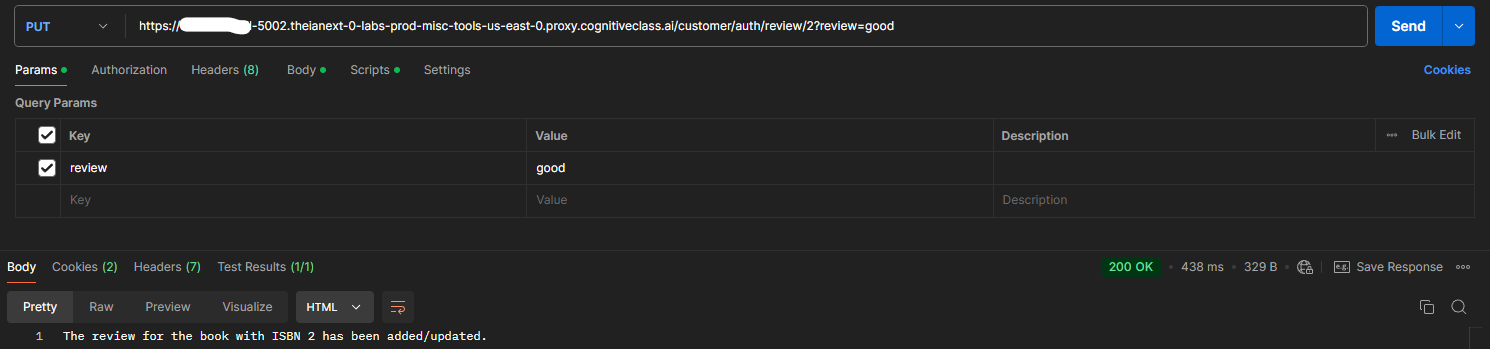 PUT https://-5002.theianext-0-labs-prod-misc-tools-us-east-0.proxy.cognitiveclass.ai/customer/auth/review/2?review=good Send
Params Authorization Headers (8) Body Scripts Settings Cookies
Query Params
Key Value Description Bulk Edit
review good
Key Value Description
Body Cookies (2) Headers (7) Test Results (1/1) 200 OK 438 ms 329 B e.g. Save Response
Pretty Raw Preview Visualize HTML
1 The review for the book with ISBN 2 has been added/updated.